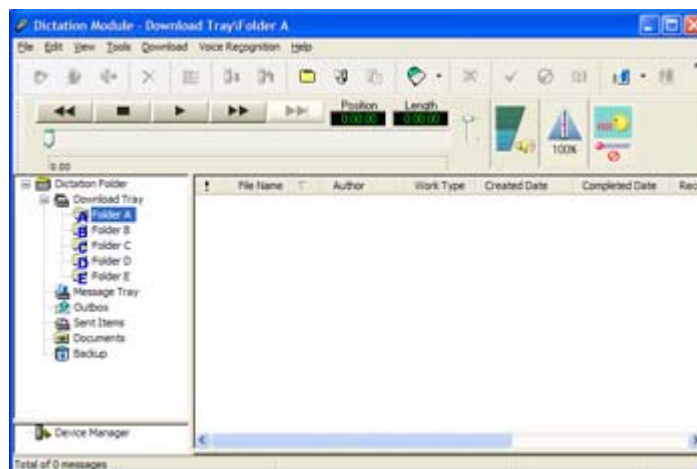 Dictation Module - Download Tray\Folder A
File Edit View Tools Download Voice Recognition Help
Position Length
0:00:00 0:00:00
0:00
100%
! File Name Author Work Type Created Date Completed Date Rec
Dictation Folder
Download Tray
A Folder A
B Folder B
C Folder C
D Folder D
E Folder E
Message Tray
Outbox
Sent Items
Documents
Backup
Device Manager
Total of 0 messages